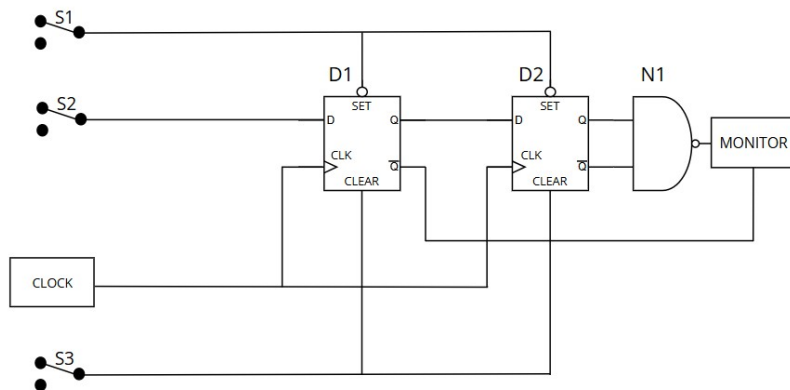 S1
D1
D2
N1
SET
SET
S2
D
Q
D
Q
MONITOR
CLK
CLK
Q̅
Q̅
CLEAR
CLEAR
CLOCK
S3